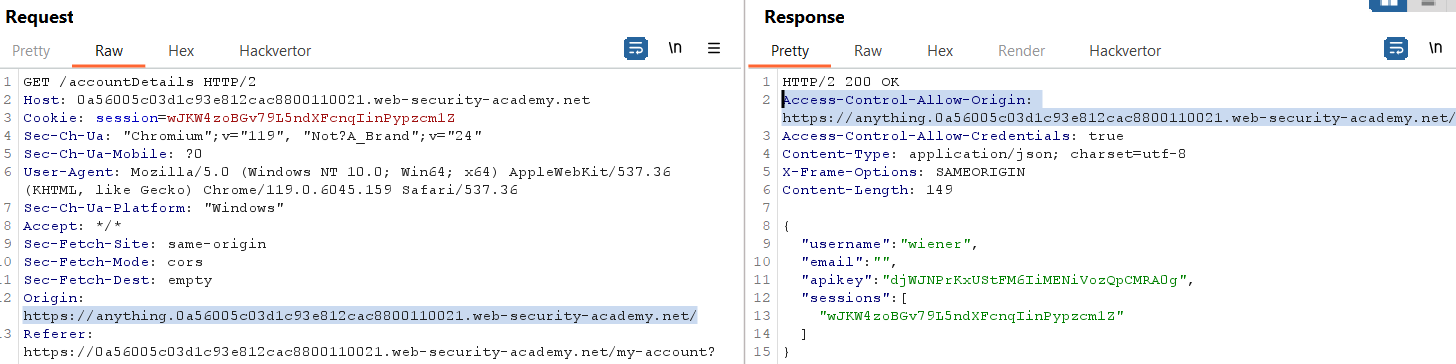 Request
Pretty Raw Hex Hackvertor \n
1 GET /accountDetails HTTP/2
2 Host: 0a56005c03d1c93e812cac8800110021.web-security-academy.net
3 Cookie: session=wJKW4zoBGv79L5ndXFcnqIinPypzcm1Z
4 Sec-Ch-Ua: "Chromium";v="119", "Not?A_Brand";v="24"
5 Sec-Ch-Ua-Mobile: ?0
6 User-Agent: Mozilla/5.0 (Windows NT 10.0; Win64; x64) AppleWebKit/537.36
(KHTML, like Gecko) Chrome/119.0.6045.159 Safari/537.36
7 Sec-Ch-Ua-Platform: "Windows"
8 Accept: */*
9 Sec-Fetch-Site: same-origin
10 Sec-Fetch-Mode: cors
11 Sec-Fetch-Dest: empty
12 Origin:
https://anything.0a56005c03d1c93e812cac8800110021.web-security-academy.net/
13 Referer:
https://0a56005c03d1c93e812cac8800110021.web-security-academy.net/my-account?
Response
Pretty Raw Hex Render Hackvertor \n
1 HTTP/2 200 OK
2 Access-Control-Allow-Origin:
https://anything.0a56005c03d1c93e812cac8800110021.web-security-academy.net/
3 Access-Control-Allow-Credentials: true
4 Content-Type: application/json; charset=utf-8
5 X-Frame-Options: SAMEORIGIN
6 Content-Length: 149
7
8 {
9 "username":"wiener",
10 "email":"",
11 "apikey":"djWJNPrKxUStFM6IiMENiVozQpCMRA0g",
12 "sessions":[
13 "wJKW4zoBGv79L5ndXFcnqIinPypzcm1Z"
14 ]
15 }